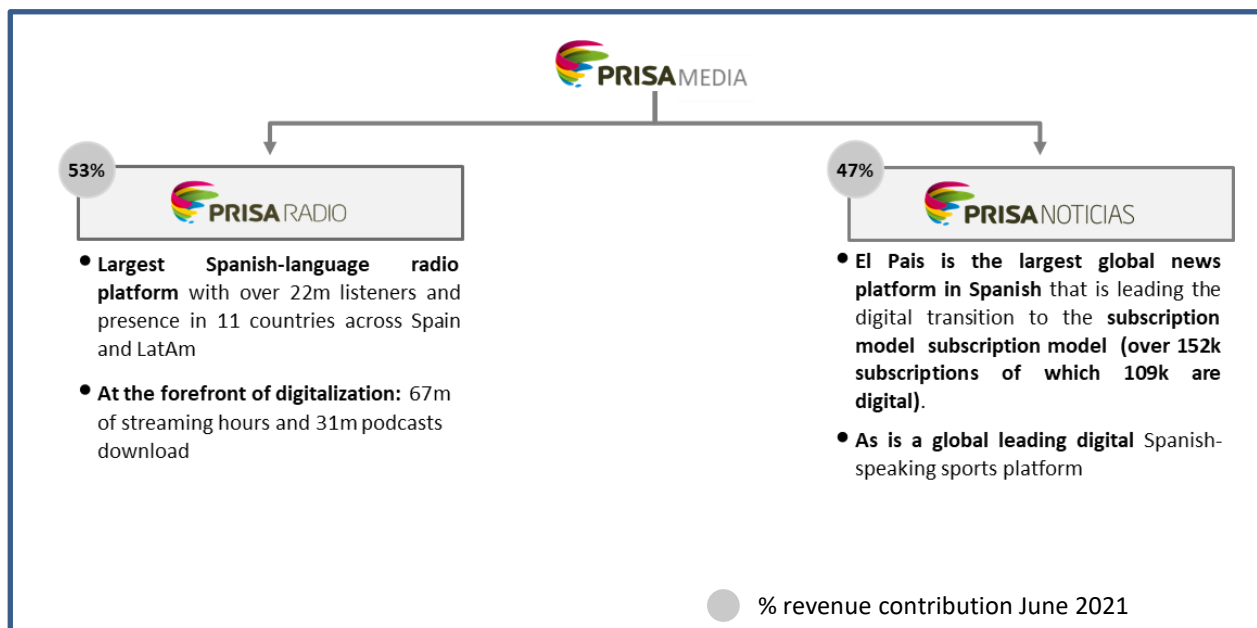 PRISA MEDIA
53%
PRISA RADIO
• Largest Spanish-language radio
platform with over 22m listeners and
presence in 11 countries across Spain
and LatAm
• At the forefront of digitalization: 67m
of streaming hours and 31m podcasts
download
47%
PRISA NOTICIAS
• El Pais is the largest global news
platform in Spanish that is leading the
digital transition to the subscription
model subscription model (over 152k
subscriptions of which 109k are
digital).
• As is a global leading digital Spanish-
speaking sports platform
% revenue contribution June 2021